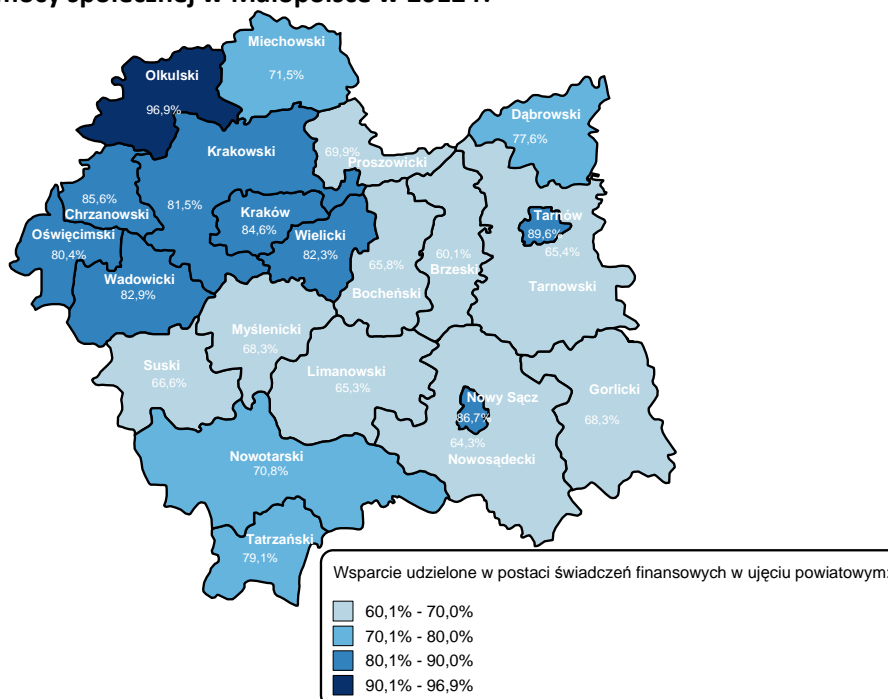 pomocy społecznej w Małopolsce w 2012 r.
Miechowski
71,5%
Olkulski
96,9%
Dąbrowski
77,6%
Krakowski
81,5%
69,9%
Proszowicki
85,6%
Chrzanowski
Kraków
84,6%
Tarnów
89,6%
65,4%
Tarnowski
Oświęcimski
80,4%
Wielicki
82,3%
65,8%
Bocheński
60,1%
Brzeski
Wadowicki
82,9%
Myślenicki
68,3%
Suski
66,6%
Limanowski
65,3%
Nowy Sącz
86,7%
64,3%
Nowosądecki
Gorlicki
68,3%
Nowotarski
70,8%
Tatrzański
79,1%
Wsparcie udzielone w postaci świadczeń finansowych w ujęciu powiatowym:
60,1% - 70,0%
70,1% - 80,0%
80,1% - 90,0%
90,1% - 96,9%